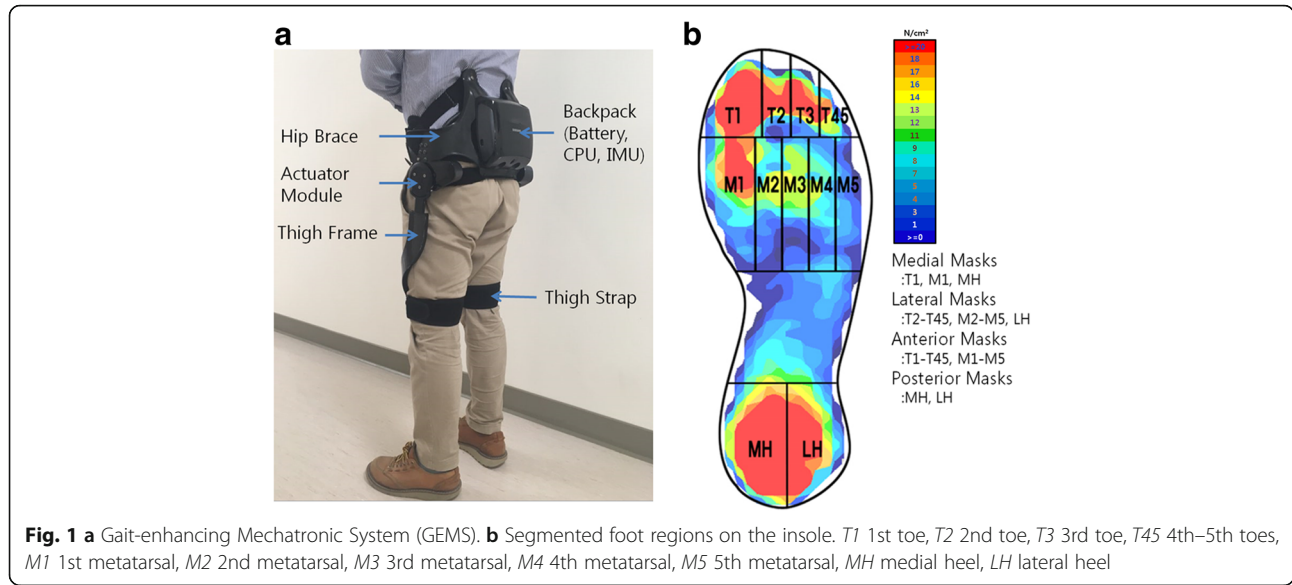 a
Hip Brace
Actuator
Module
Thigh Frame
Backpack
(Battery,
CPU, IMU)
Thigh Strap
b
T1 T2 T3 T45
M1 M2 M3 M4 M5
MH LH
N/cm²
18
17
16
14
13
12
11
9
8
7
5
4
3
1
>=0
Medial Masks
:T1, M1, MH
Lateral Masks
:T2-T45, M2-M5, LH
Anterior Masks
:T1-T45, M1-M5
Posterior Masks
:MH, LH
Fig. 1 a Gait-enhancing Mechatronic System (GEMS). b Segmented foot regions on the insole. T1 1st toe, T2 2nd toe, T3 3rd toe, T45 4th–5th toes,
M1 1st metatarsal, M2 2nd metatarsal, M3 3rd metatarsal, M4 4th metatarsal, M5 5th metatarsal, MH medial heel, LH lateral heel